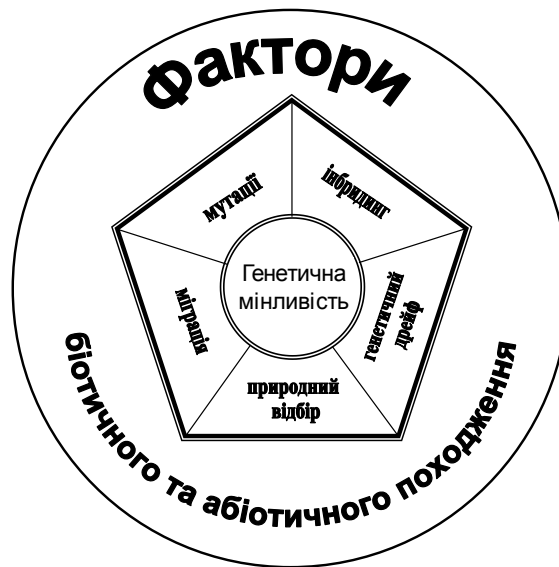 Фактори
мутації
інбридинг
Генетична
мінливість
міграція
генетичний
дрейф
природний
відбір
біотичного та абіотичного походження